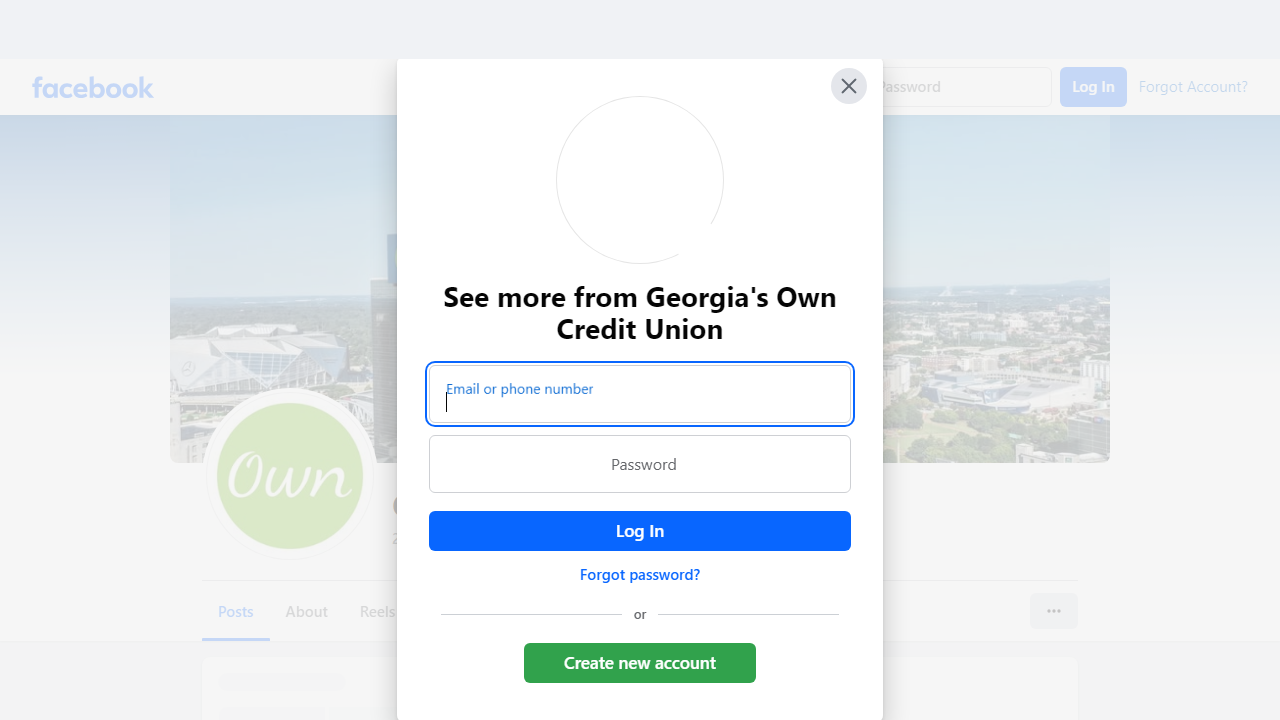 facebook
Password
Log In
Forgot Account?
See more from Georgia's Own
Credit Union
Email or phone number
Password
Own
Log In
Forgot password?
Posts
About
Reels
or
Create new account